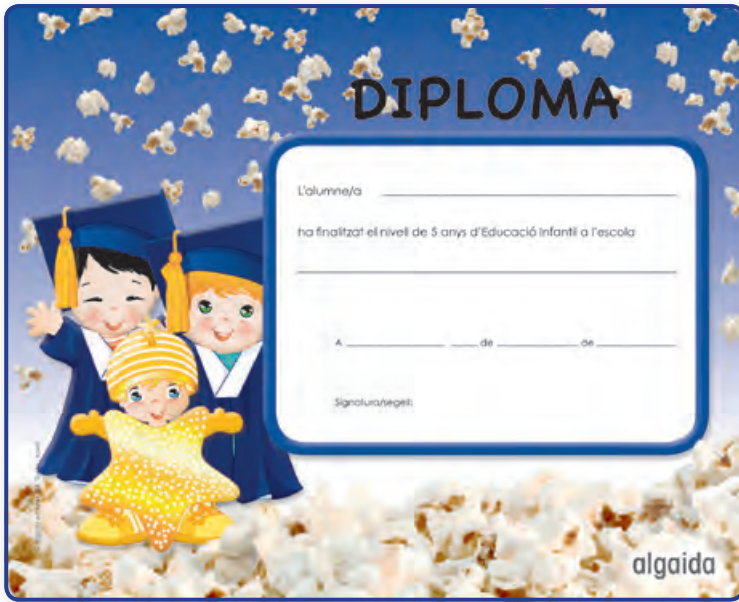 DIPLOMA
L'alumne/a
ha finalitzat el nivell de 5 anys d'Educació Infantil a l'escola
A de de
Signatura/segell:
algaida